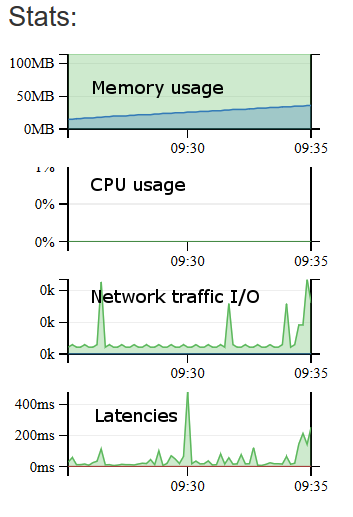 Stats:
100MB
Memory usage
50MB
0MB
09:30 09:35
1%
CPU usage
0%
0%
09:30 09:35
0k
Network traffic I/O
0k
0k
09:30 09:35
400ms
Latencies
200ms
0ms
09:30 09:35